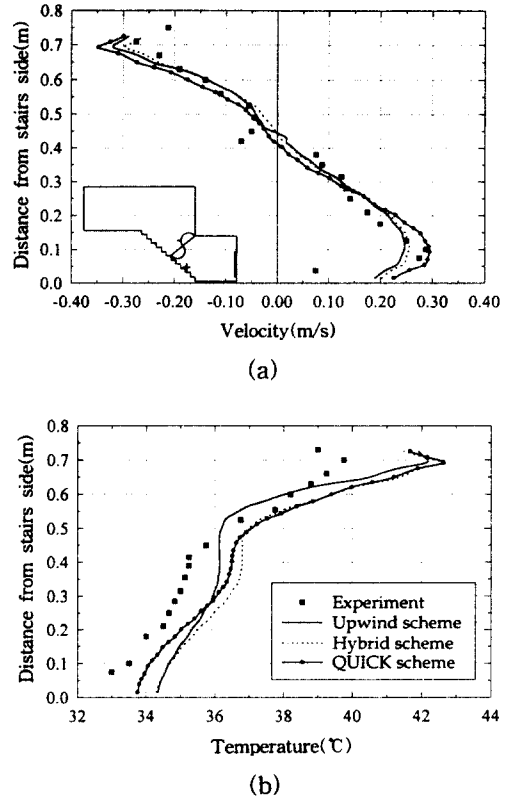 0.8
0.7
0.6
0.5
0.4
0.3
0.2
0.1
0.0
Distance from stairs side(m)
-0.40 -0.30 -0.20 -0.10 0.00 0.10 0.20 0.30 0.40
Velocity(m/s)
(a)
0.8
0.7
0.6
0.5
0.4
0.3
0.2
0.1
0.0
Distance from stairs side(m)
Experiment
Upwind scheme
Hybrid scheme
QUICK scheme
32 34 36 38 40 42 44
Temperature(℃)
(b)